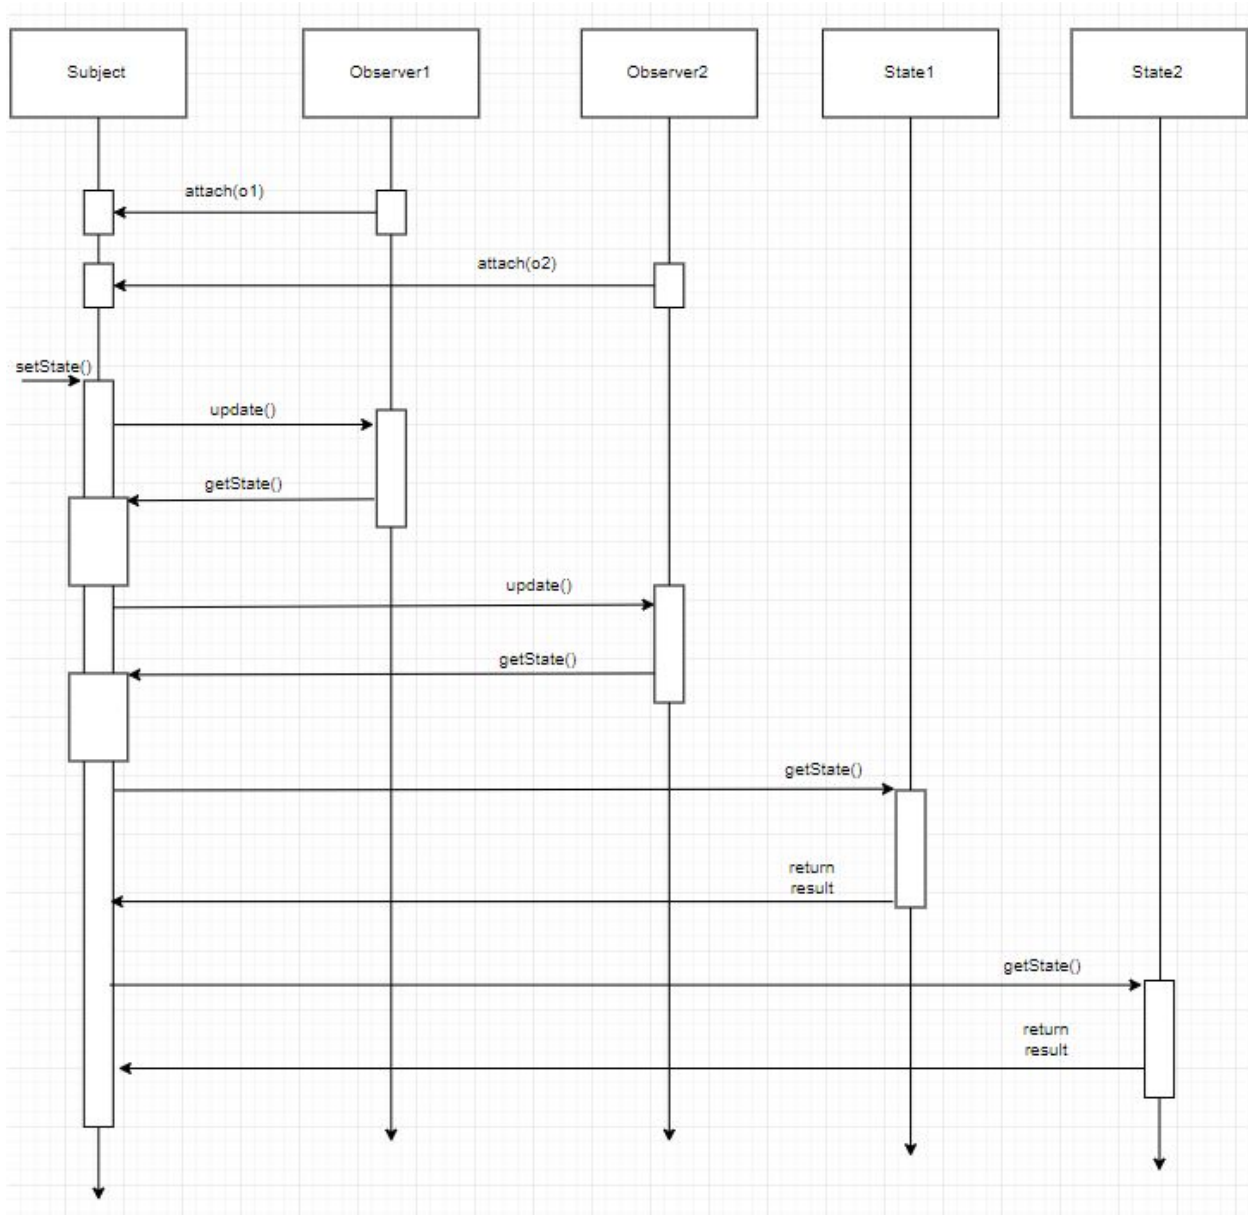 Subject
Observer1
Observer2
State1
State2
attach(o1)
attach(o2)
setState()
update()
getState()
update()
getState()
getState()
return
result
getState()
return
result